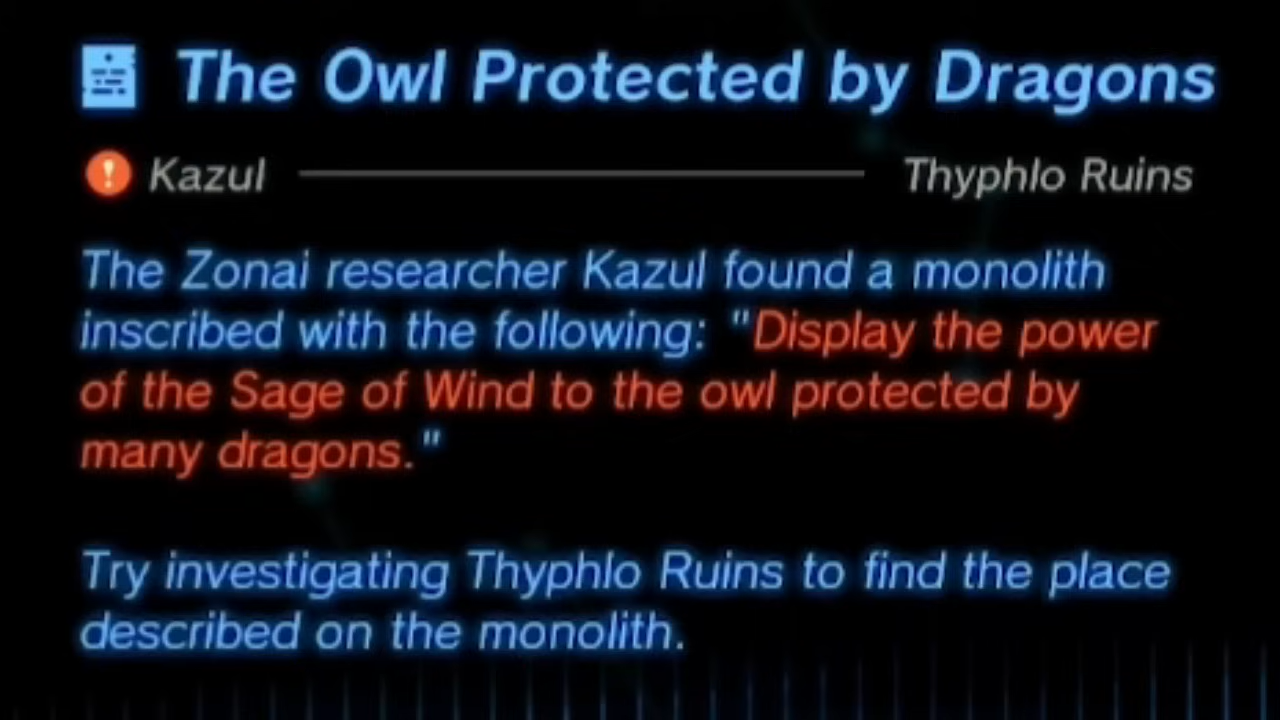 The Owl Protected by Dragons
! Kazul Thyphlo Ruins
The Zonai researcher Kazul found a monolith
inscribed with the following: "Display the power
of the Sage of Wind to the owl protected by
many dragons."
Try investigating Thyphlo Ruins to find the place
described on the monolith.